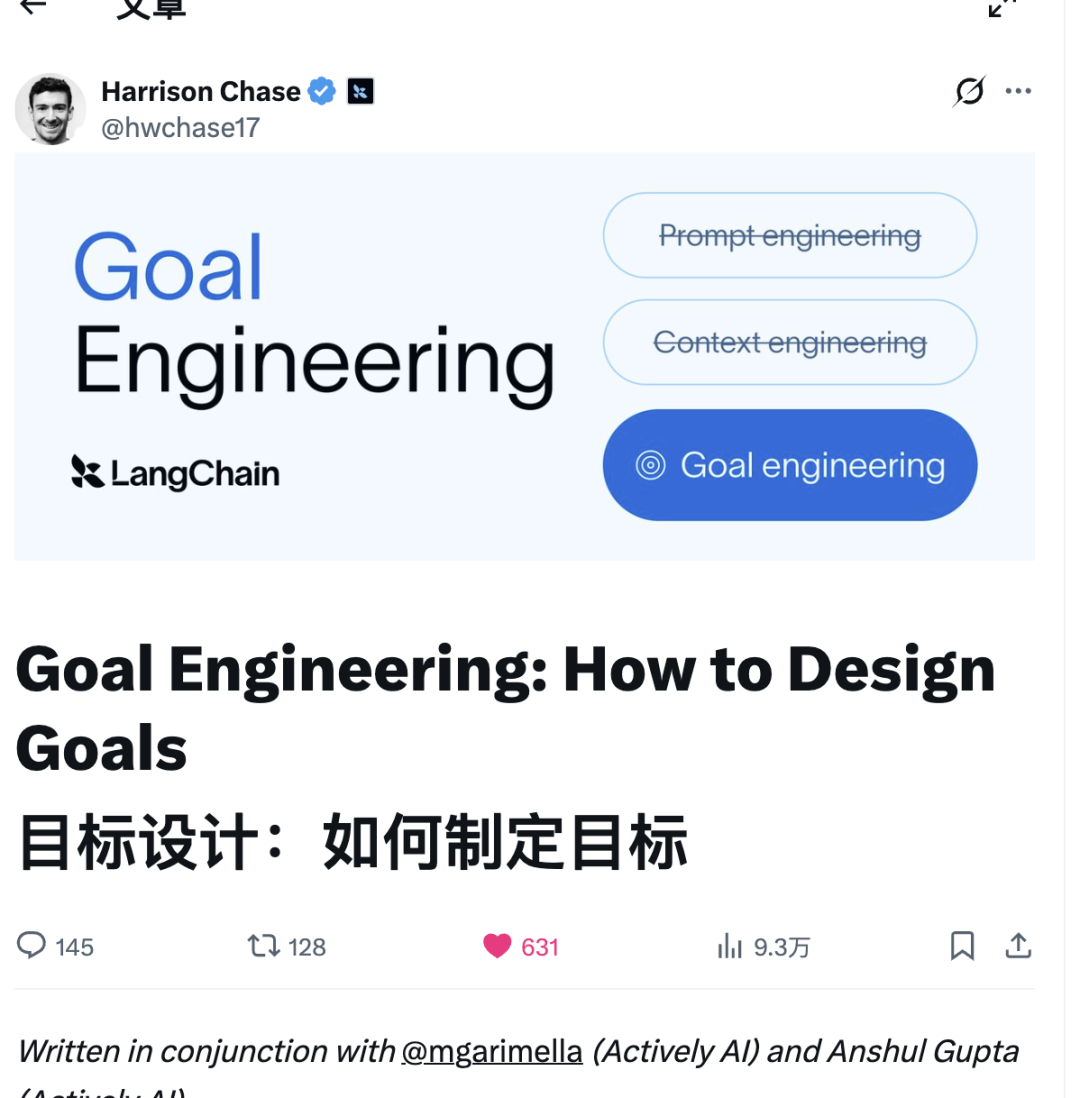 文章
Harrison Chase
@hwchase17
Goal
Engineering
LangChain
Prompt engineering
Context engineering
Goal engineering
Goal Engineering: How to Design
Goals
目标设计：如何制定目标
145 128 631 9.3万
Written in conjunction with @mgarimella (Actively AI) and Anshul Gupta
(Actively AI)